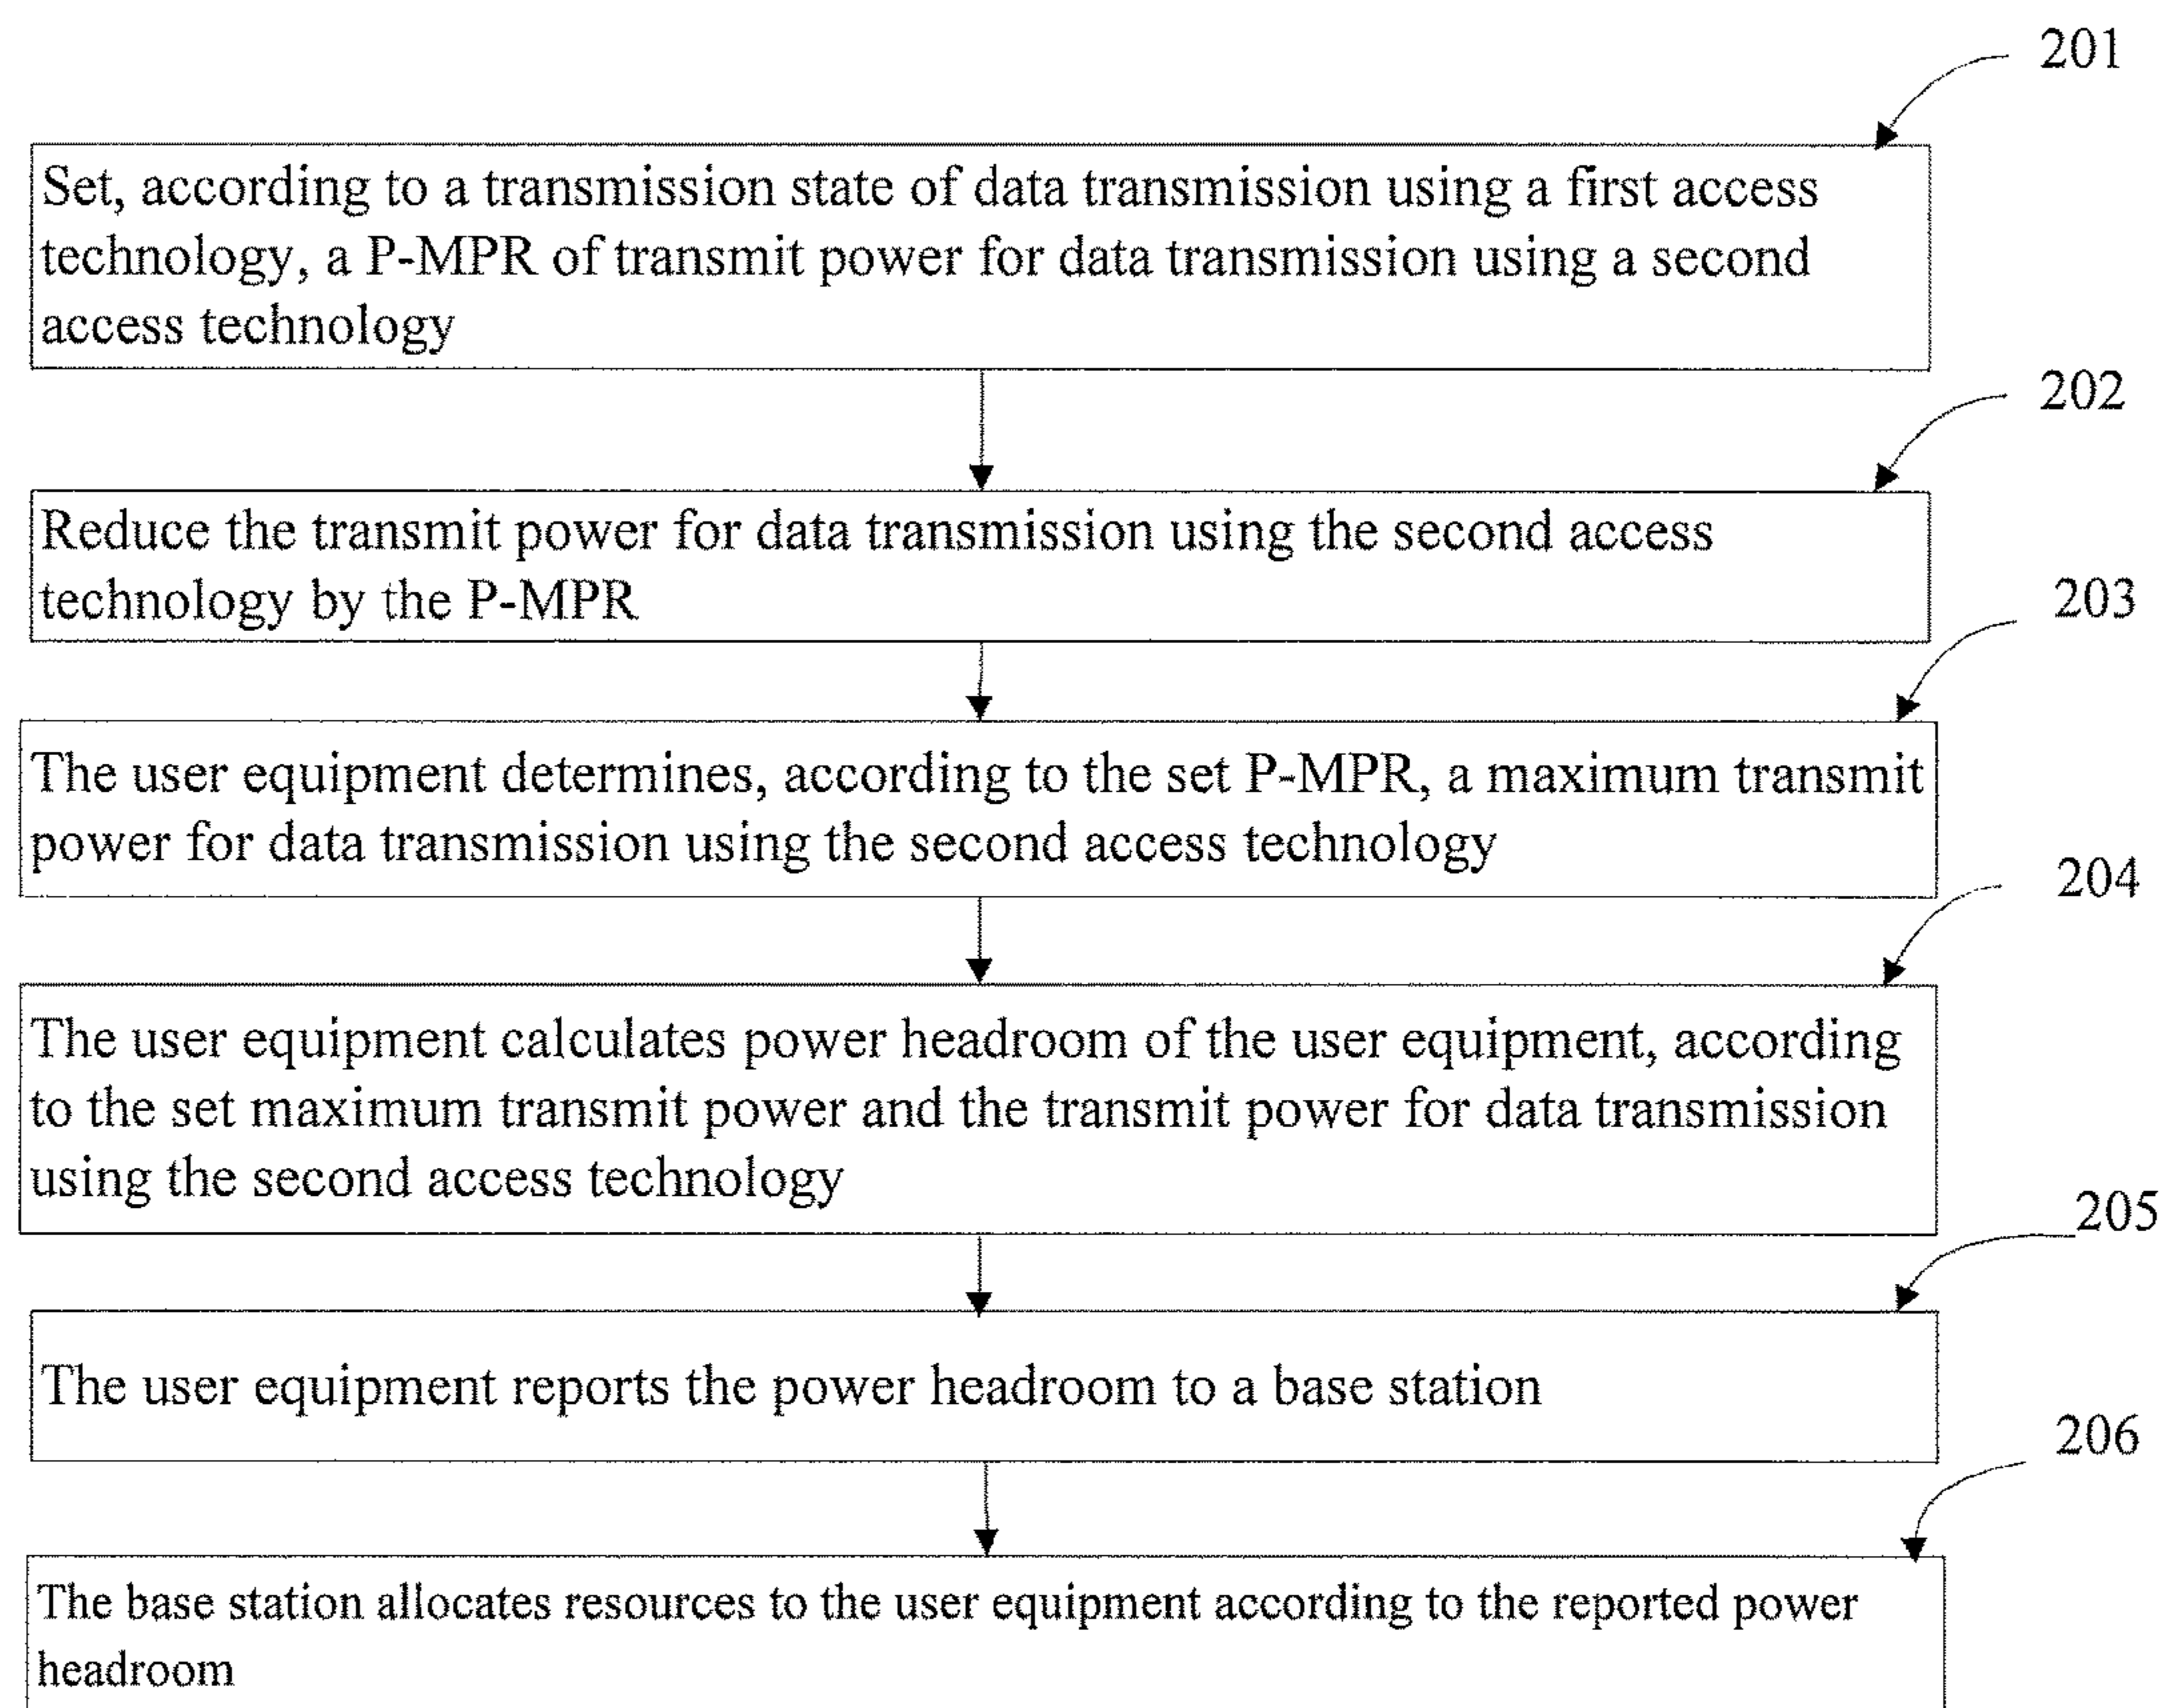 201
Set, according to a transmission state of data transmission using a first access
technology, a P-MPR of transmit power for data transmission using a second
access technology
202
Reduce the transmit power for data transmission using the second access
technology by the P-MPR
203
The user equipment determines, according to the set P-MPR, a maximum transmit
power for data transmission using the second access technology
204
The user equipment calculates power headroom of the user equipment, according
to the set maximum transmit power and the transmit power for data transmission
using the second access technology
205
The user equipment reports the power headroom to a base station
206
The base station allocates resources to the user equipment according to the reported power
headroom